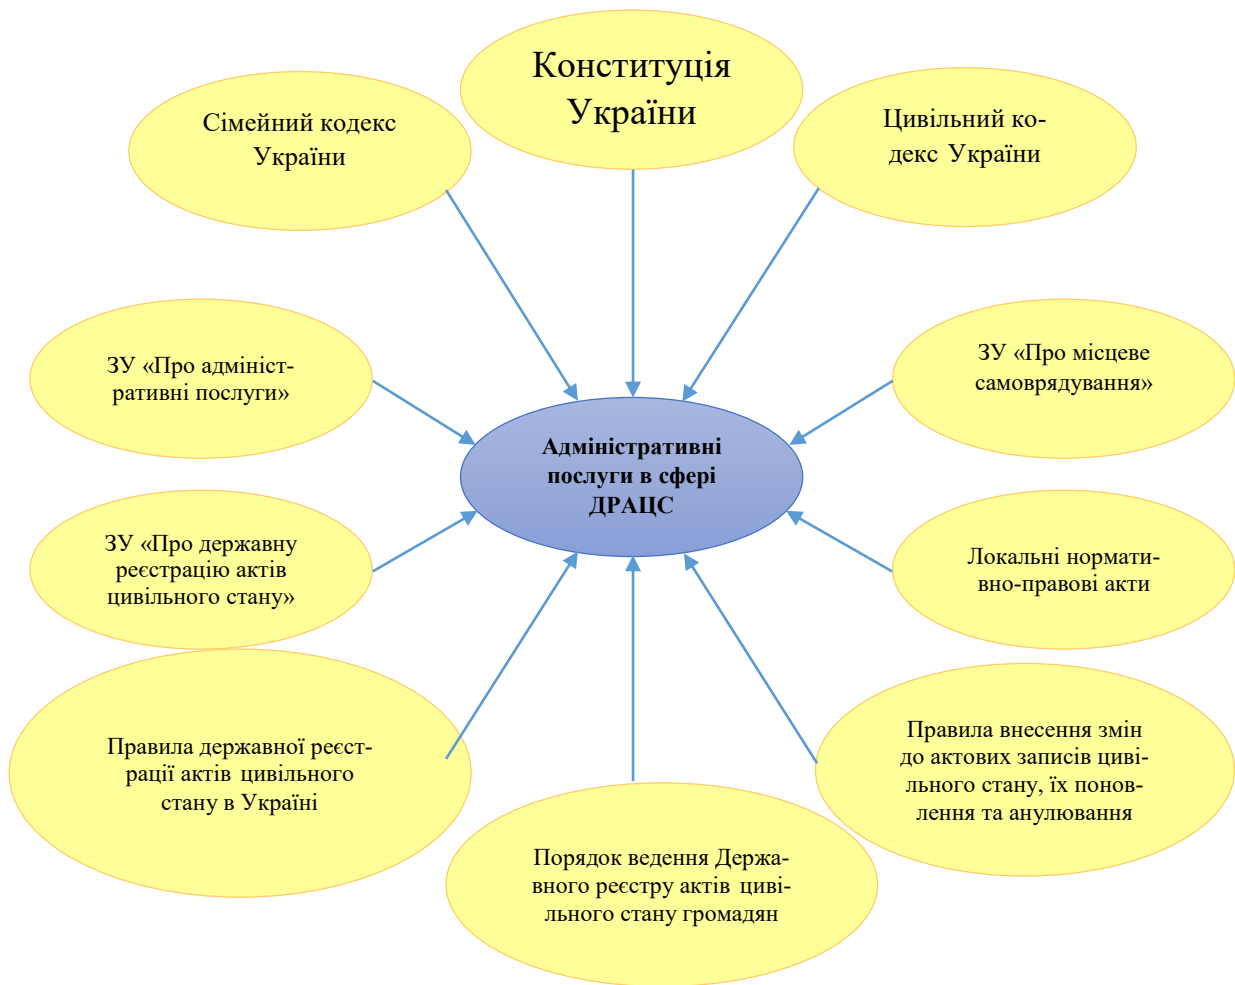 Конституція
України
Сімейний кодекс
України
Цивільний ко-
декс України
ЗУ «Про адмініст-
ративні послуги»
ЗУ «Про місцеве
самоврядування»
Адміністративні
послуги в сфері
ДРАЦС
ЗУ «Про державну
реєстрацію актів
цивільного стану»
Локальні нормати-
вно-правові акти
Правила державної реєст-
рації актів цивільного
стану в Україні
Правила внесення змін
до актових записів циві-
льного стану, їх понов-
лення та анулювання
Порядок ведення Держа-
вного реєстру актів циві-
льного стану громадян